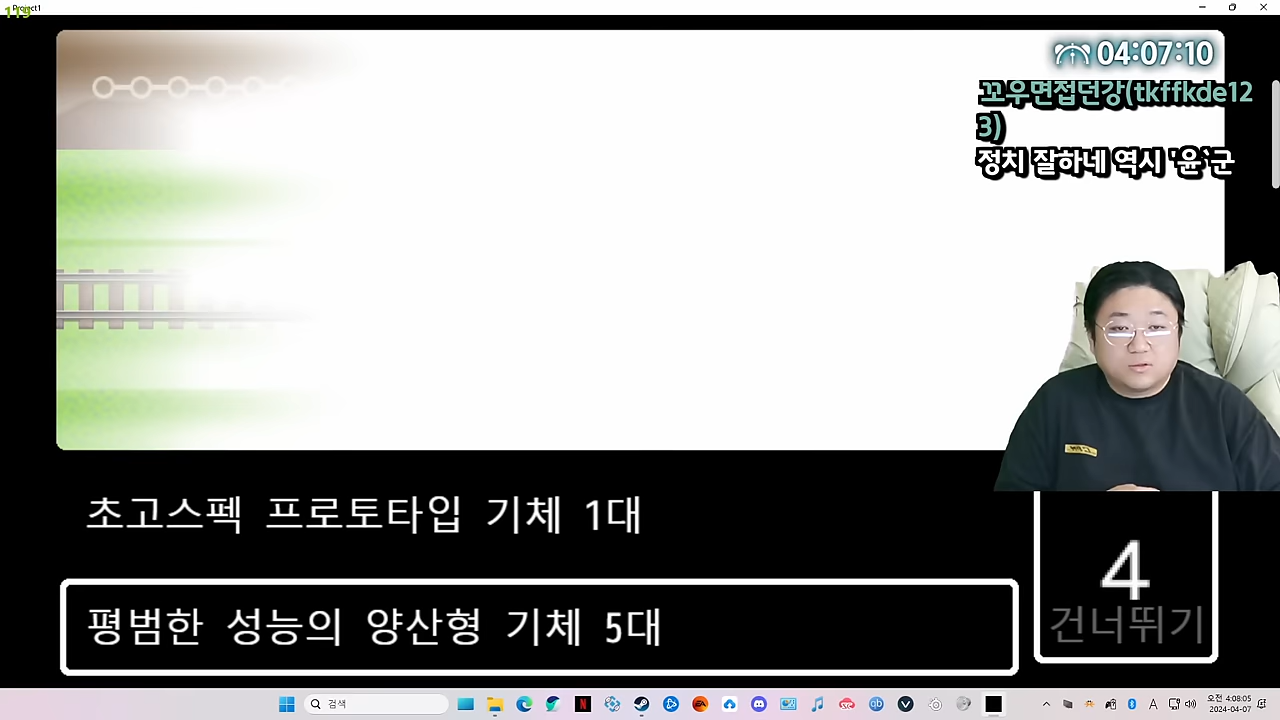 Project1
119
04:07:10
꼬우면접던강(tkffkde12
3)
정치 잘하네 역시 '윤`군
초고스펙 프로토타입 기체 1대
평범한 성능의 양산형 기체 5대
4
건너뛰기
검색
오전 4:08:05
2024-04-07